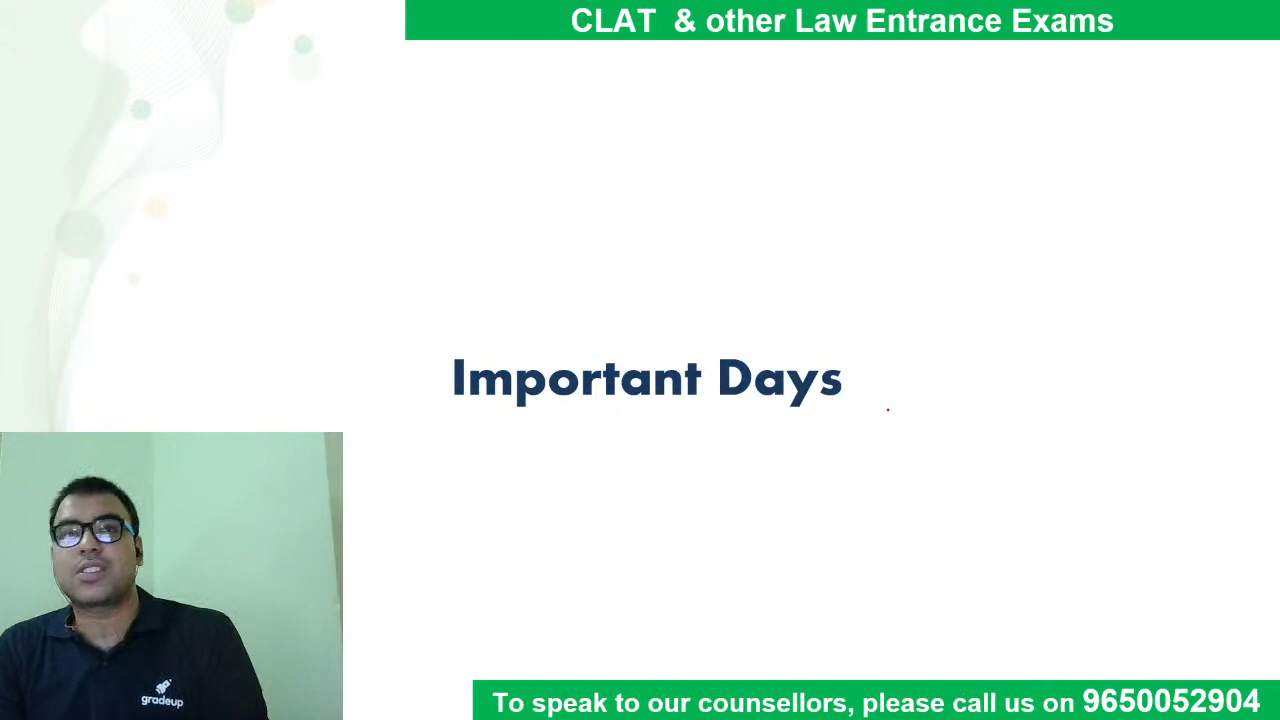 CLAT & other Law Entrance Exams
Important Days
gradeup
To speak to our counsellors, please call us on 9650052904